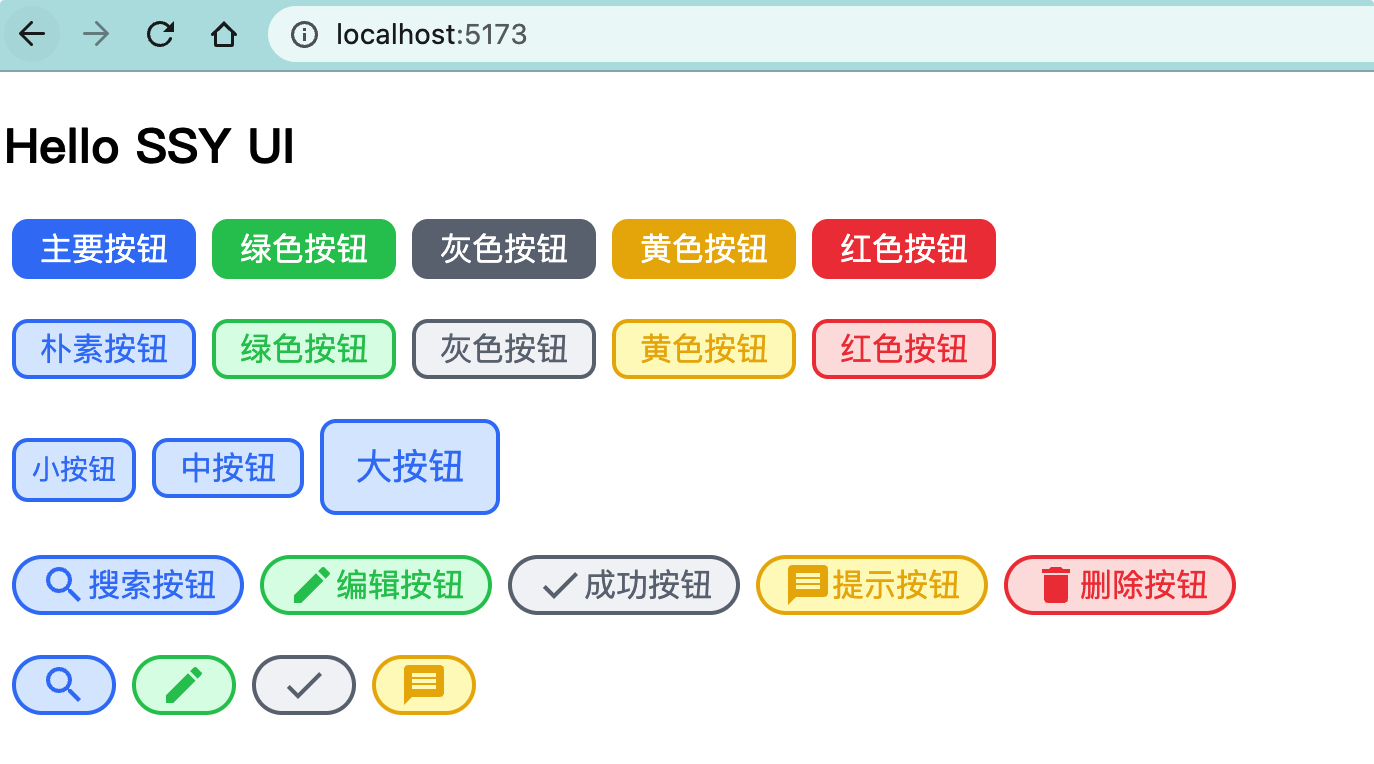 localhost:5173
Hello SSY UI
主要按钮 绿色按钮 灰色按钮 黄色按钮 红色按钮
朴素按钮 绿色按钮 灰色按钮 黄色按钮 红色按钮
小按钮 中按钮 大按钮
搜索按钮 编辑按钮 成功按钮 提示按钮 删除按钮